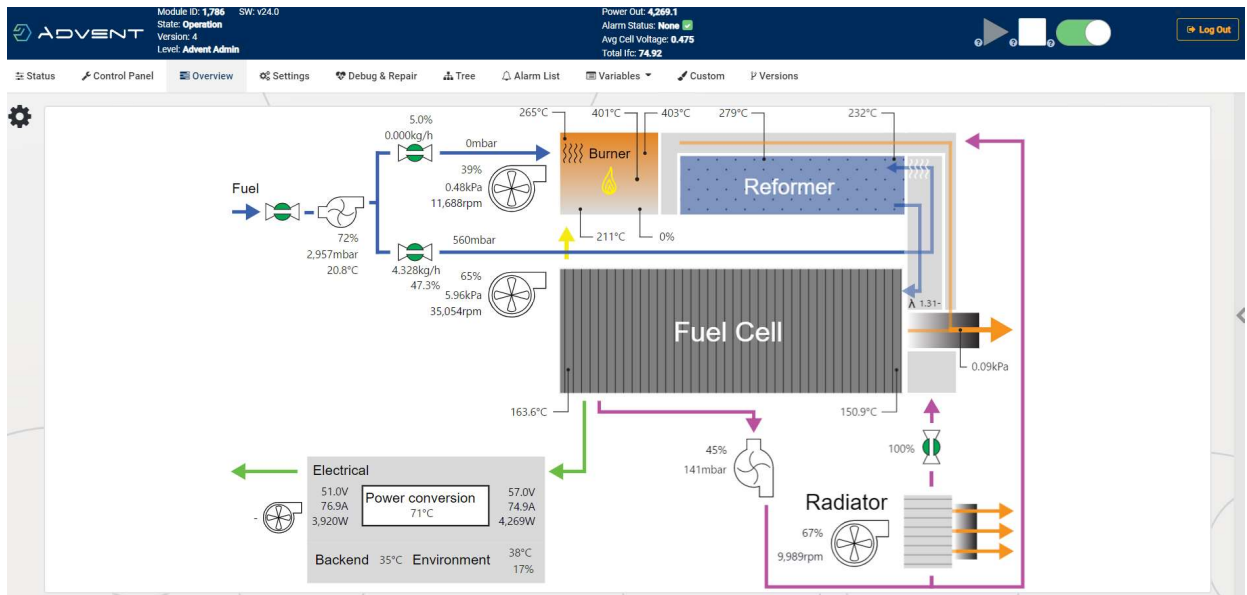 ADVENT
Module ID: 1,786 SW: v24.0
State: Operation
Version: 4
Level: Advent Admin
Power Out: 4,269.1
Alarm Status: None
Avg Cell Voltage: 0.475
Total Ifc: 74.92
?
?
?
Log Out
Status
Control Panel
Overview
Settings
Debug & Repair
Tree
Alarm List
Variables
Custom
Versions
5.0%
0.000kg/h
0mbar
39%
0.48kPa
11,688rpm
265°C
401°C
403°C
279°C
232°C
Burner
Reformer
Fuel
72%
2,957mbar
20.8°C
560mbar
4.328kg/h
47.3%
65%
5.96kPa
35,054rpm
211°C
0%
Fuel Cell
λ 1.31-
0.09kPa
163.6°C
150.9°C
45%
141mbar
100%
Radiator
67%
9,989rpm
Electrical
51.0V
76.9A
3,920W
Power conversion
71°C
57.0V
74.9A
4,269W
-
Backend 35°C Environment
38°C
17%